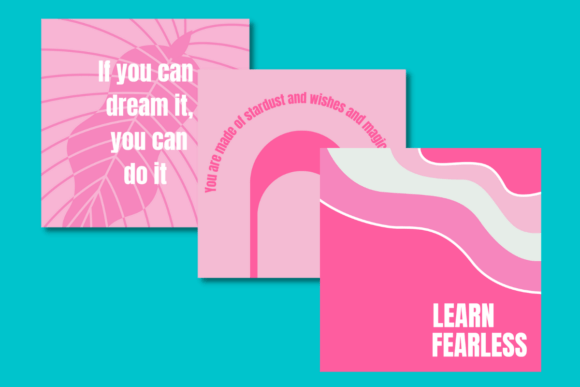 If you can
dream it,
you can
do it
You are made of stardust and wishes and magic
LEARN
FEARLESS